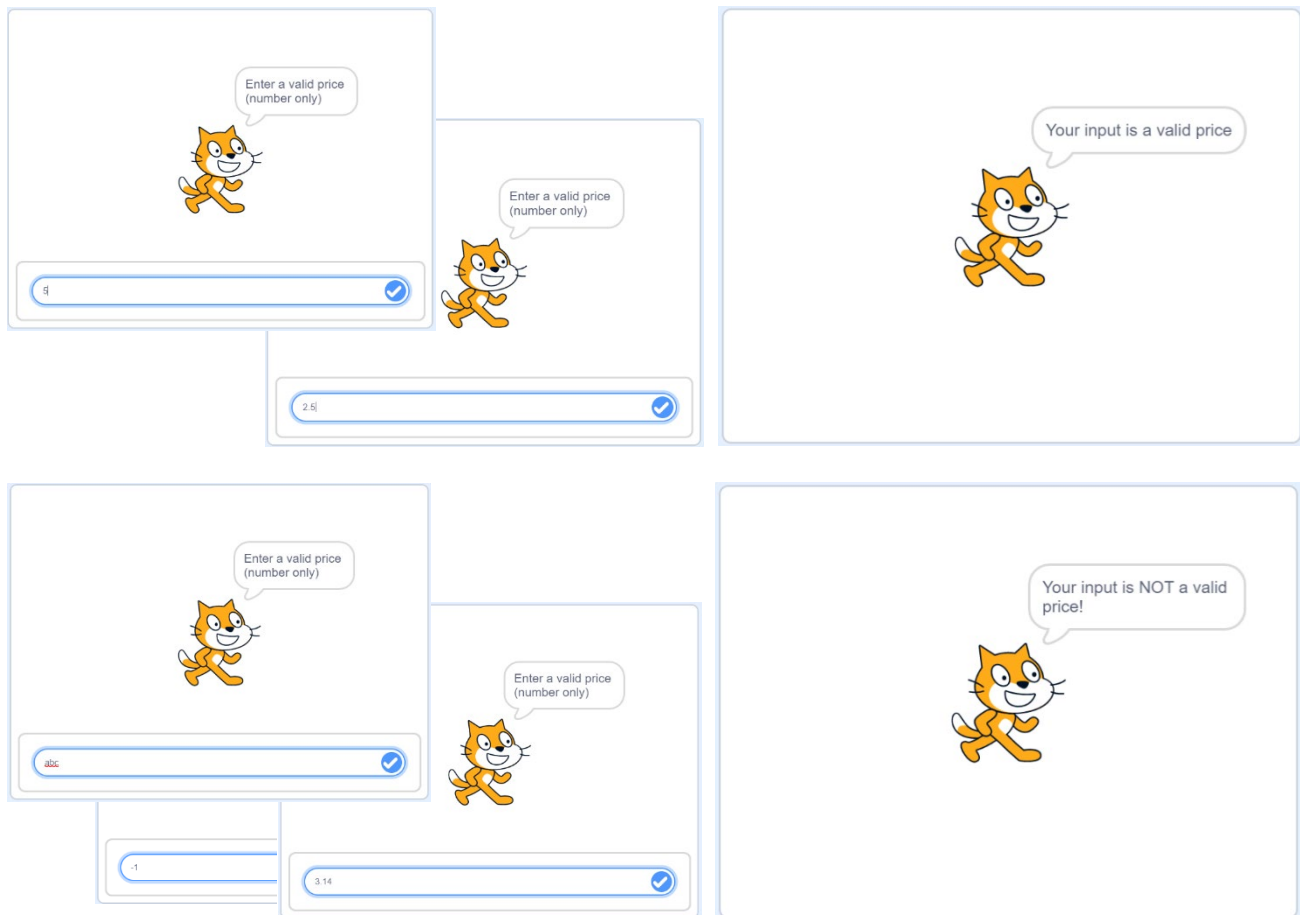 Enter a valid price
(number only)
5
Enter a valid price
(number only)
2.5
Your input is a valid price
Enter a valid price
(number only)
abc
-1
Enter a valid price
(number only)
3.14
Your input is NOT a valid
price!